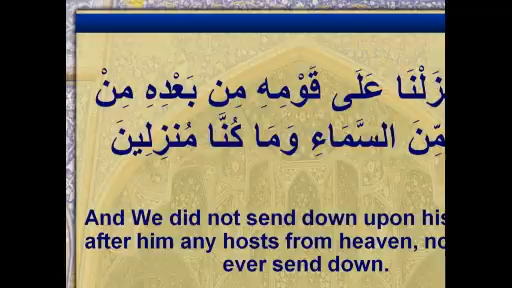 عَلَى قَوْمِهِ مِن بَعْدِهِ مِنْ
مِّنَ السَّمَاءِ وَمَا كُنَّا مُنزِلِينَ
And We did not send down upon his
after him any hosts from heaven,
ever send down.